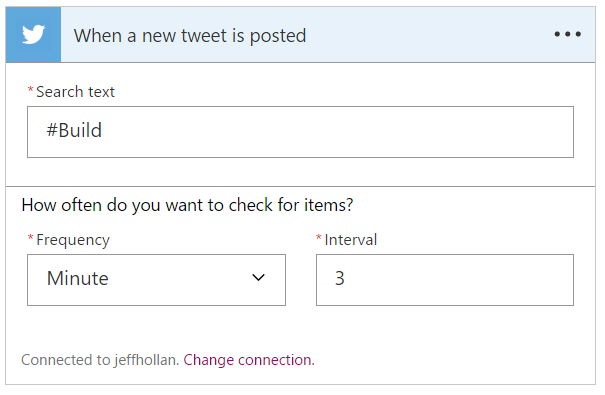 When a new tweet is posted
*Search text
#Build
How often do you want to check for items?
*Frequency
*Interval
Minute
3
Connected to jeffhollan. Change connection.